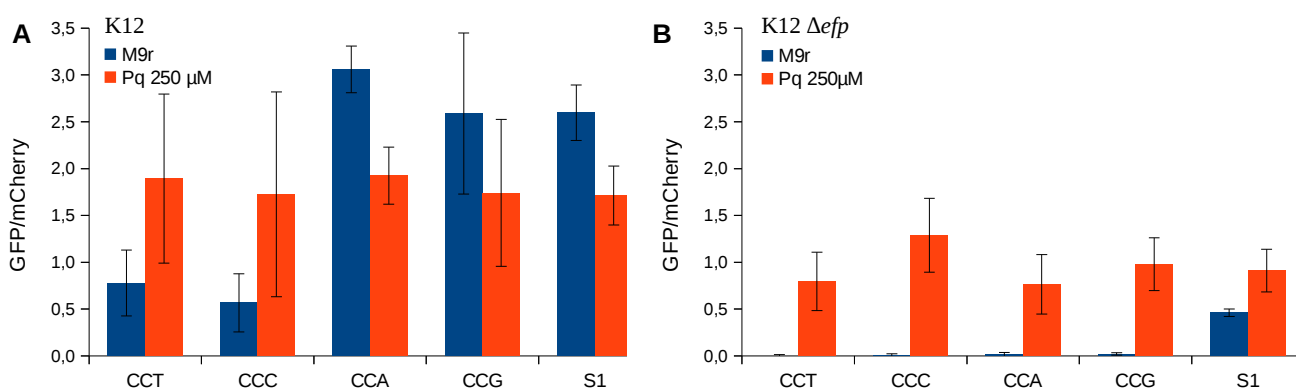 A
K12
M9r
Pq 250 µM
GFP/mCherry
3,5
3,0
2,5
2,0
1,5
1,0
0,5
0,0
CCT CCC CCA CCG S1
B
K12 Δefp
M9r
Pq 250µM
GFP/mCherry
3,5
3,0
2,5
2,0
1,5
1,0
0,5
0,0
CCT CCC CCA CCG S1